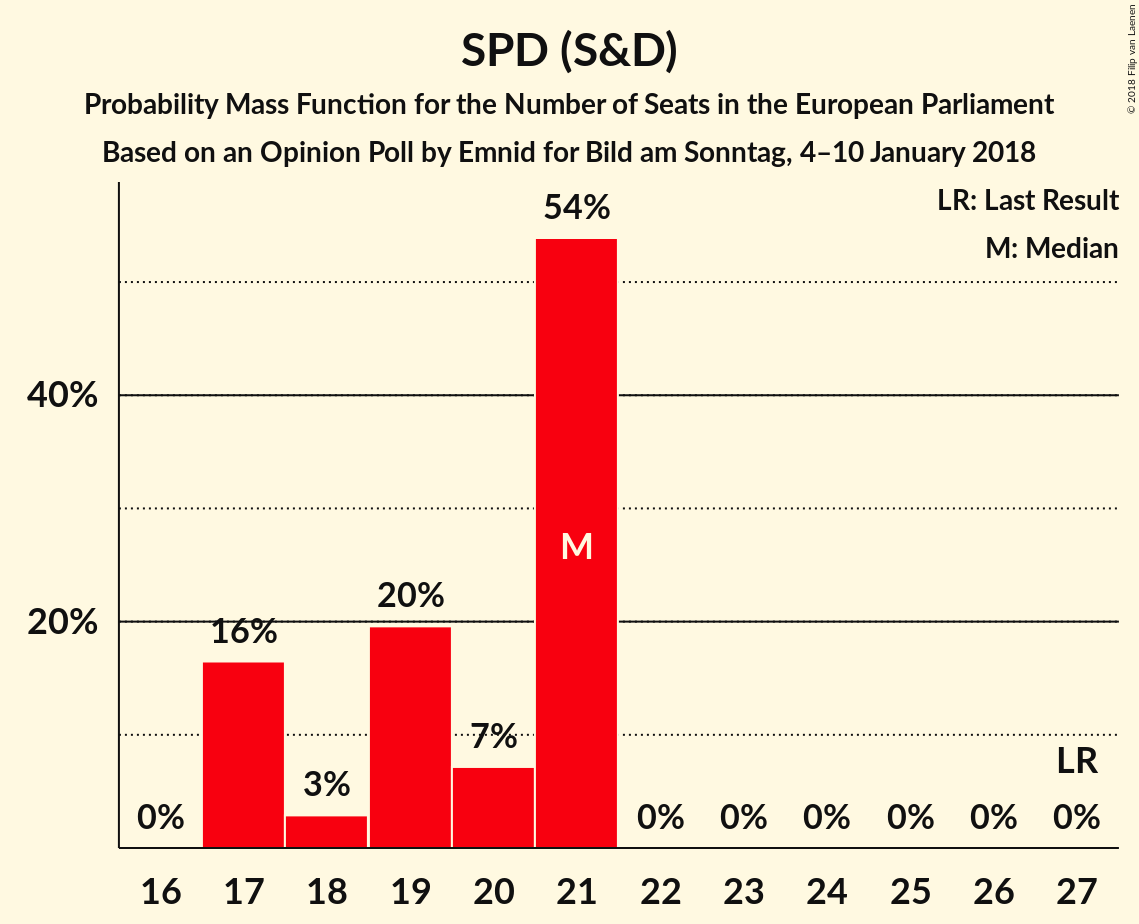 SPD (S&D)
Probability Mass Function for the Number of Seats in the European Parliament
Based on an Opinion Poll by Emnid for Bild am Sonntag, 4–10 January 2018
© 2018 Filip van Laenen
LR: Last Result
M: Median
54%
40%
M
20%
20%
16%
7%
3%
LR
0%
0%
0%
0%
0%
0%
0%
16 17 18 19 20 21 22 23 24 25 26 27